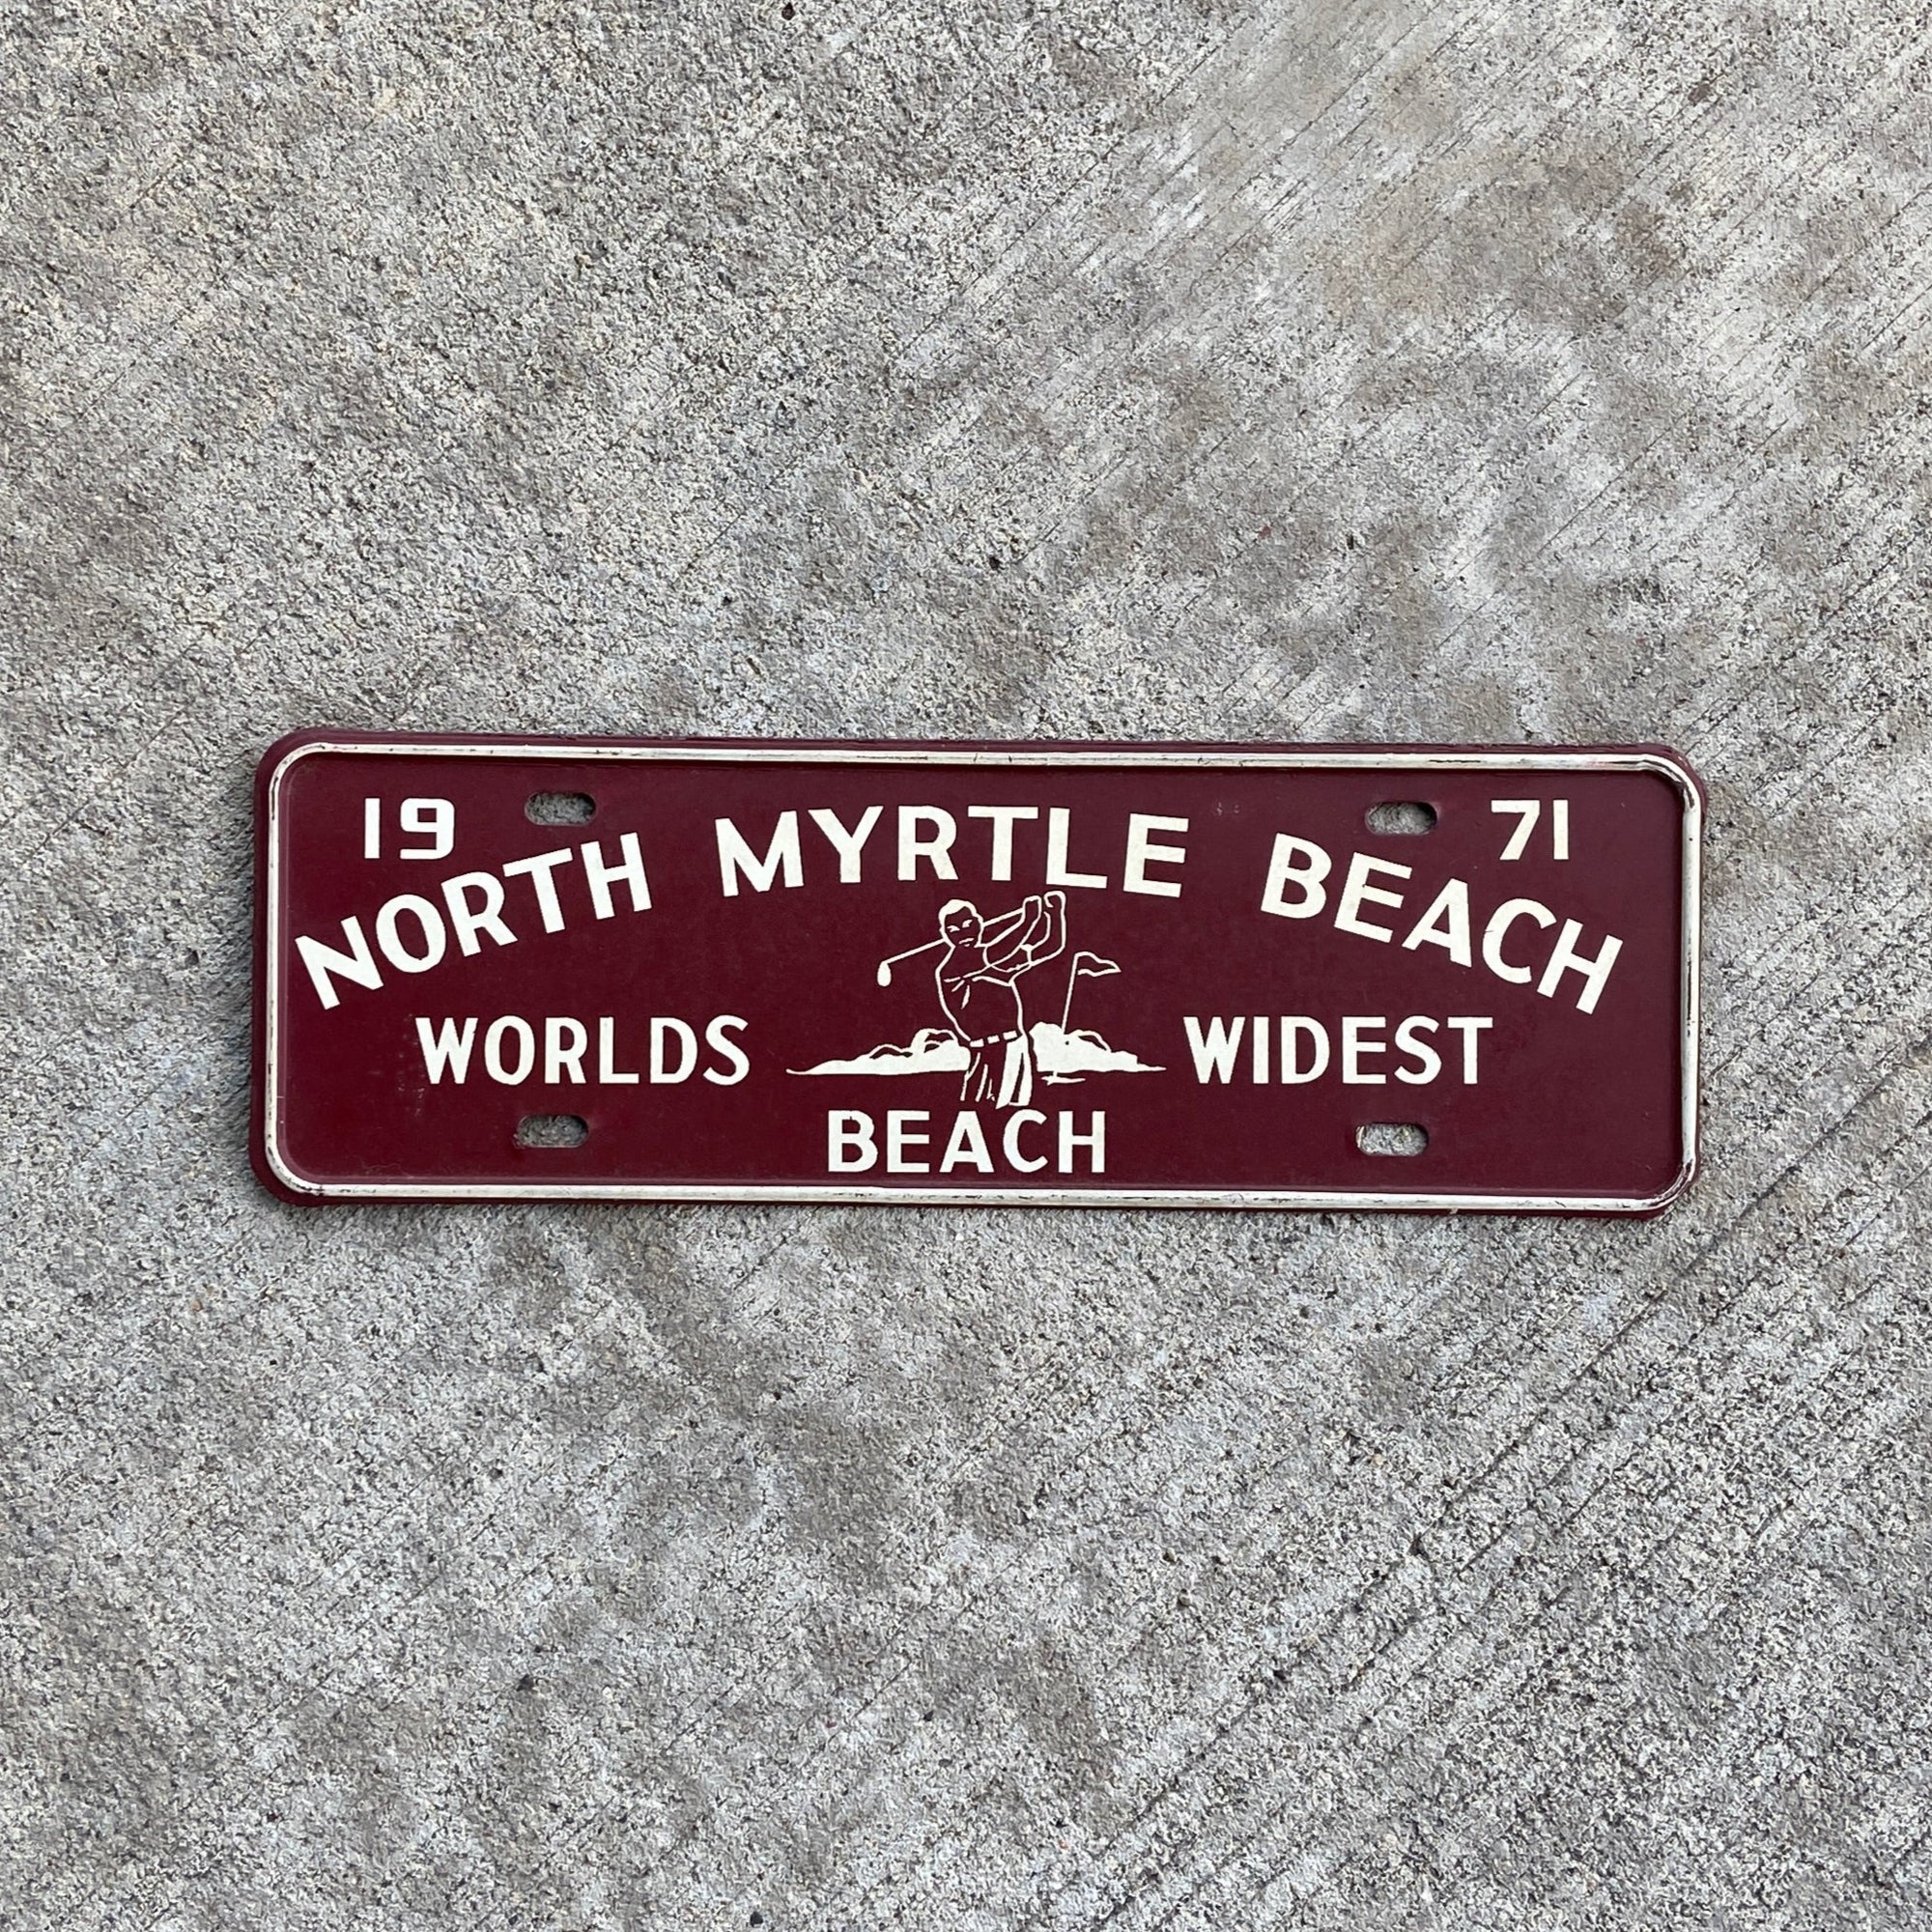 19 71
NORTH MYRTLE BEACH
WORLDS WIDEST
BEACH